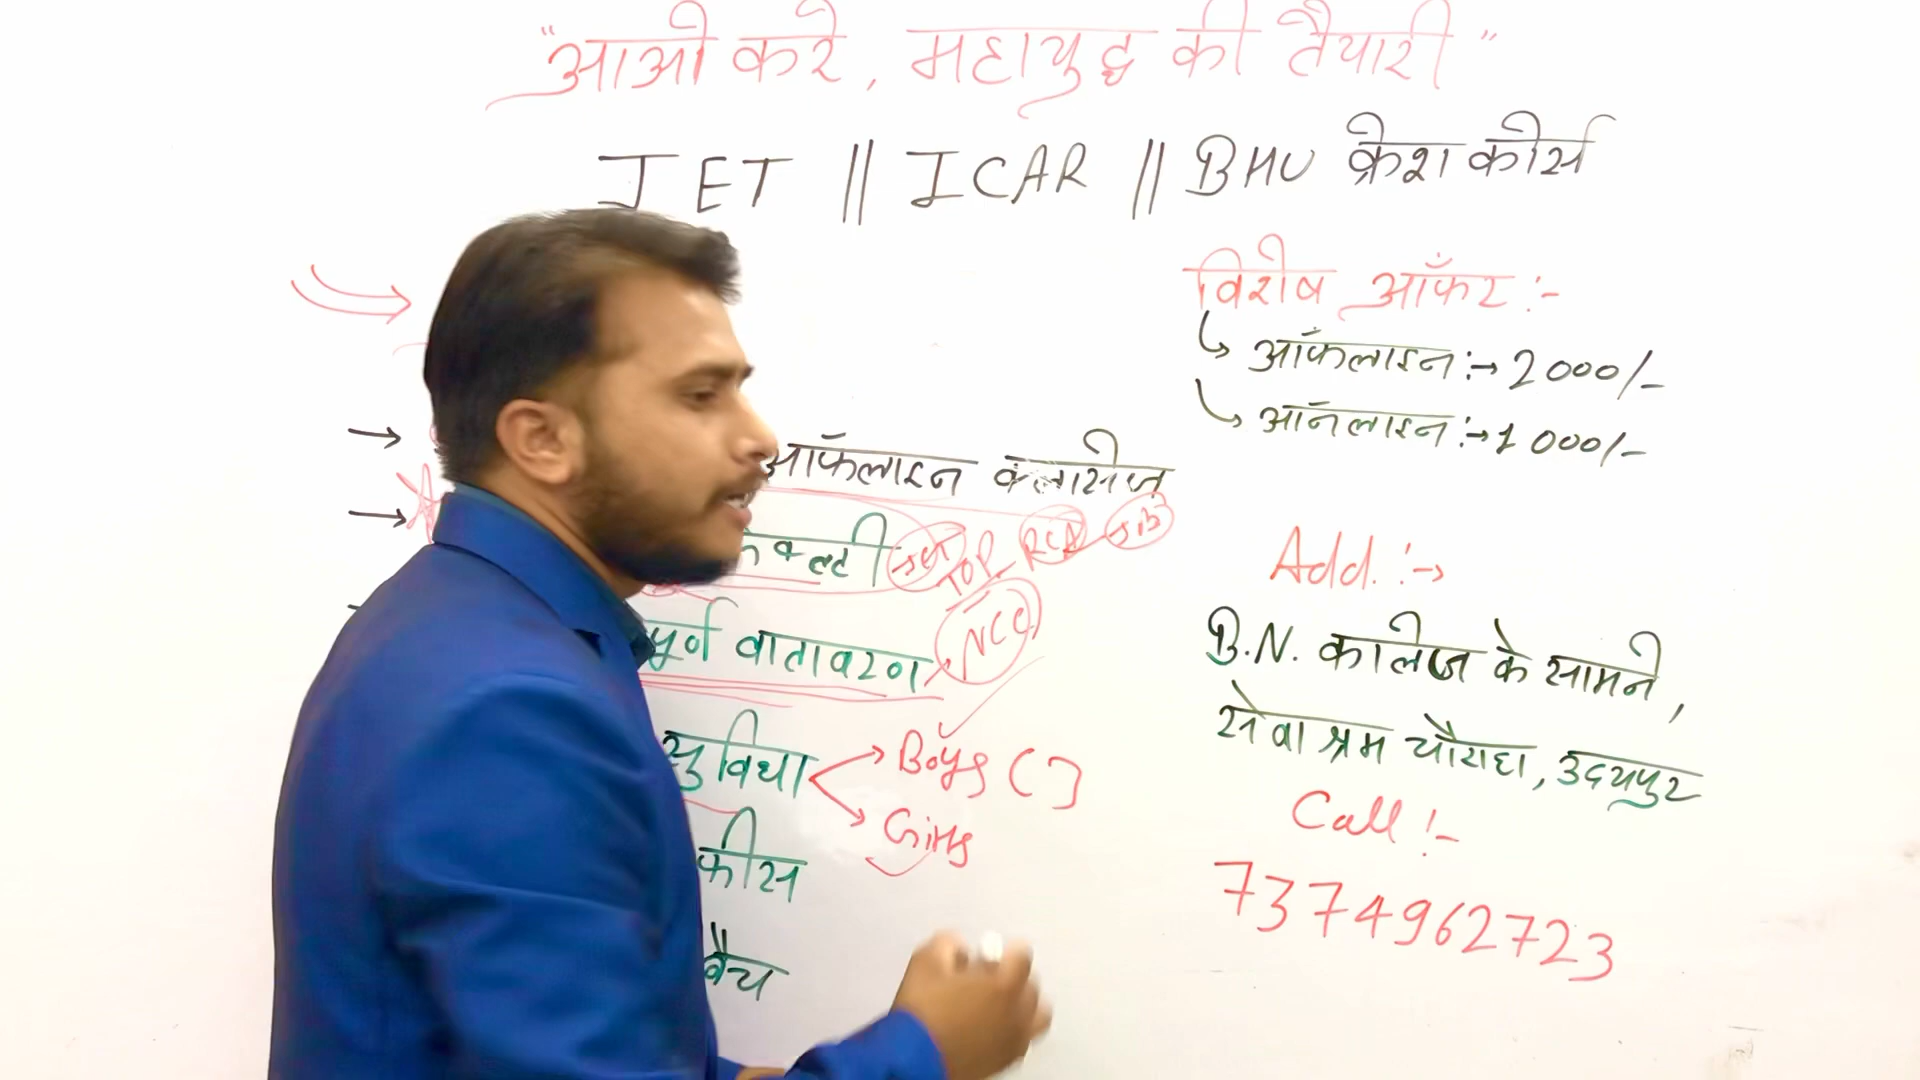 "आओ करे, महायुद्ध की तैयारी"
JET || ICAR || BHU क्रेश कोर्स
विशेष ऑफर :-
ऑफलाइन :→ 2000/-
ऑनलाइन :→ 1000/-
ऑफलाइन क्लासेज
TOP RCA
पूर्ण वातावरण NCC
सुविधा → Boys ( )
→ Girls
फीस
बैच
Add. :→
B.N. कॉलेज के सामने,
सेवाश्रम चौराहा, उदयपुर
Call :-
7374962723